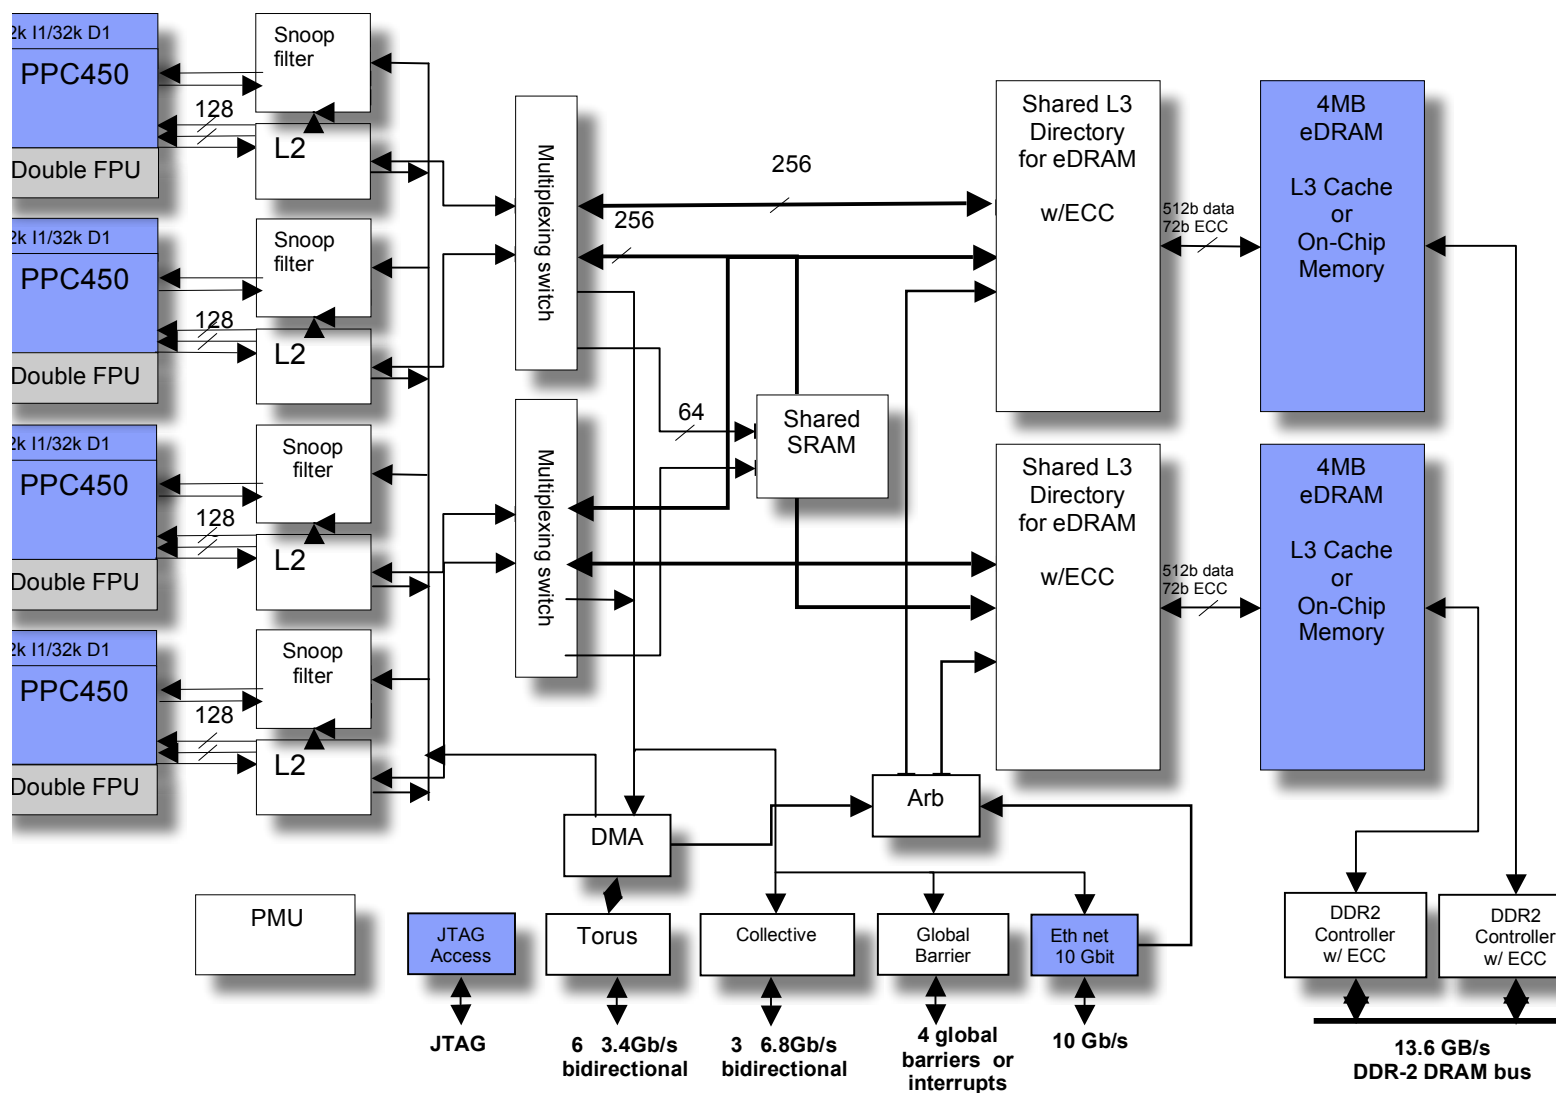 2k I1/32k D1
PPC450
Double FPU
128
Snoop
filter
L2
2k I1/32k D1
PPC450
Double FPU
128
Snoop
filter
L2
2k I1/32k D1
PPC450
Double FPU
128
Snoop
filter
L2
2k I1/32k D1
PPC450
Double FPU
128
Snoop
filter
L2
Multiplexing switch
Multiplexing switch
256
256
64
Shared
SRAM
Shared L3
Directory
for eDRAM
w/ECC
512b data
72b ECC
4MB
eDRAM
L3 Cache
or
On-Chip
Memory
Shared L3
Directory
for eDRAM
w/ECC
512b data
72b ECC
4MB
eDRAM
L3 Cache
or
On-Chip
Memory
DMA
Arb
PMU
JTAG
Access
Torus
Collective
Global
Barrier
Eth net
10 Gbit
DDR2
Controller
w/ ECC
DDR2
Controller
w/ ECC
JTAG
6 3.4Gb/s
bidirectional
3 6.8Gb/s
bidirectional
4 global
barriers or
interrupts
10 Gb/s
13.6 GB/s
DDR-2 DRAM bus